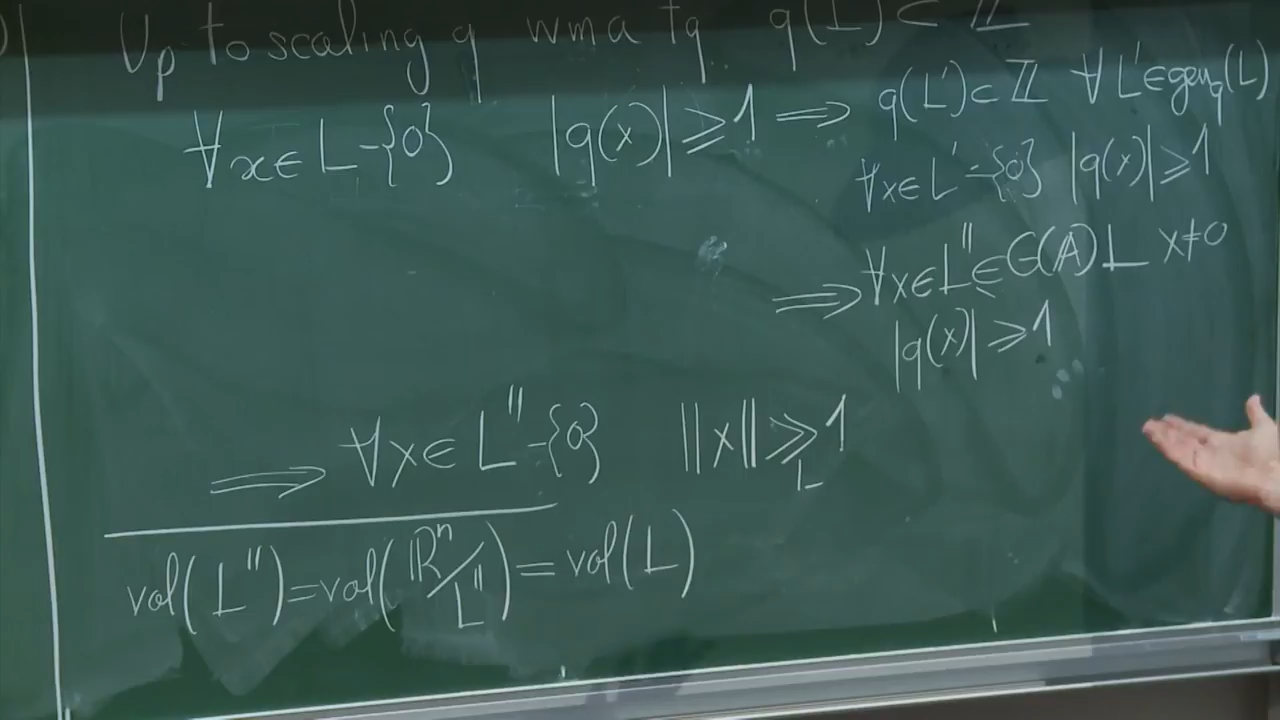 Up to scaling q wma tq q(L) ⊂ ℤ
∀x∈L-{0} |q(x)|⩾1 ⟹ q(L')⊂ℤ ∀L'∈gen_q(L)
∀x∈L'-{0} |q(x)|⩾1
⟹ ∀x∈L''∈G(𝔸)L x≠0
|q(x)|⩾1
⟹ ∀x∈L''-{0} ||x||≫_L 1
vol(L'')=vol(ℝⁿ/L'')=vol(L)